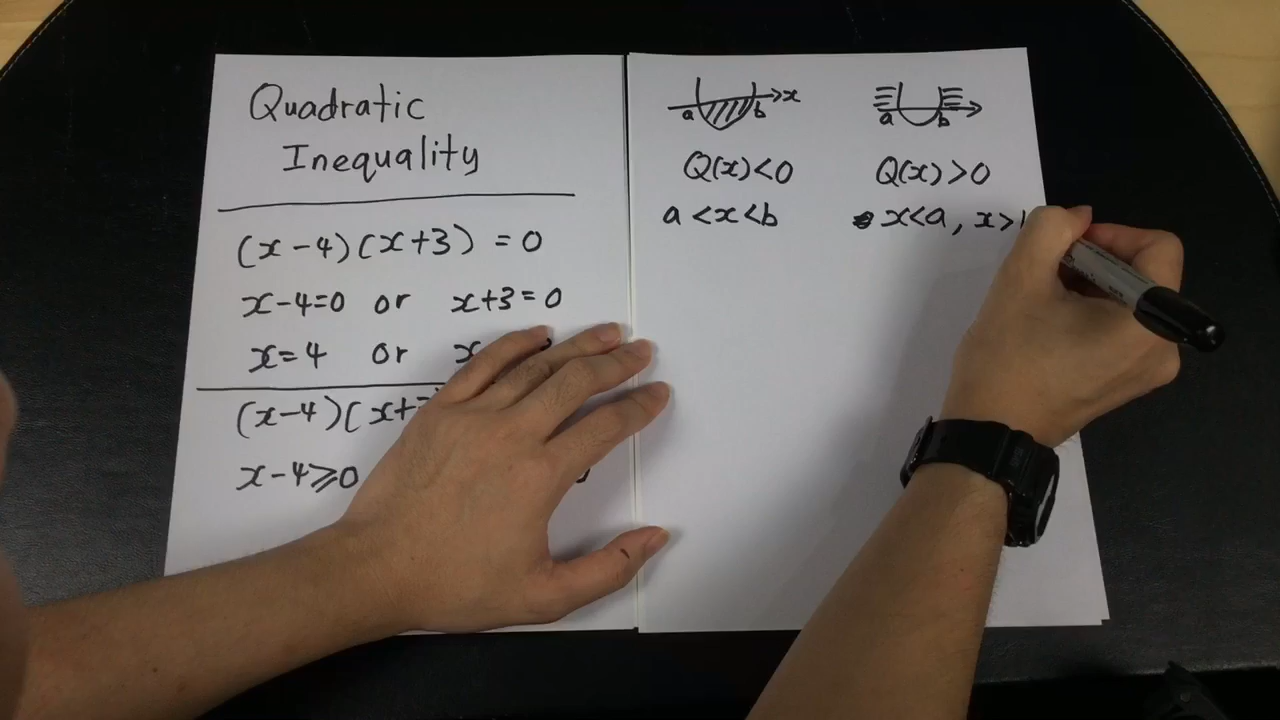 Quadratic
Inequality
(x-4)(x+3) = 0
x-4=0 or x+3=0
x=4 or x
(x-4)(x+
x-4⩾0
a b x
a b
Q(x)<0 Q(x)>0
a<x<b x<a, x>